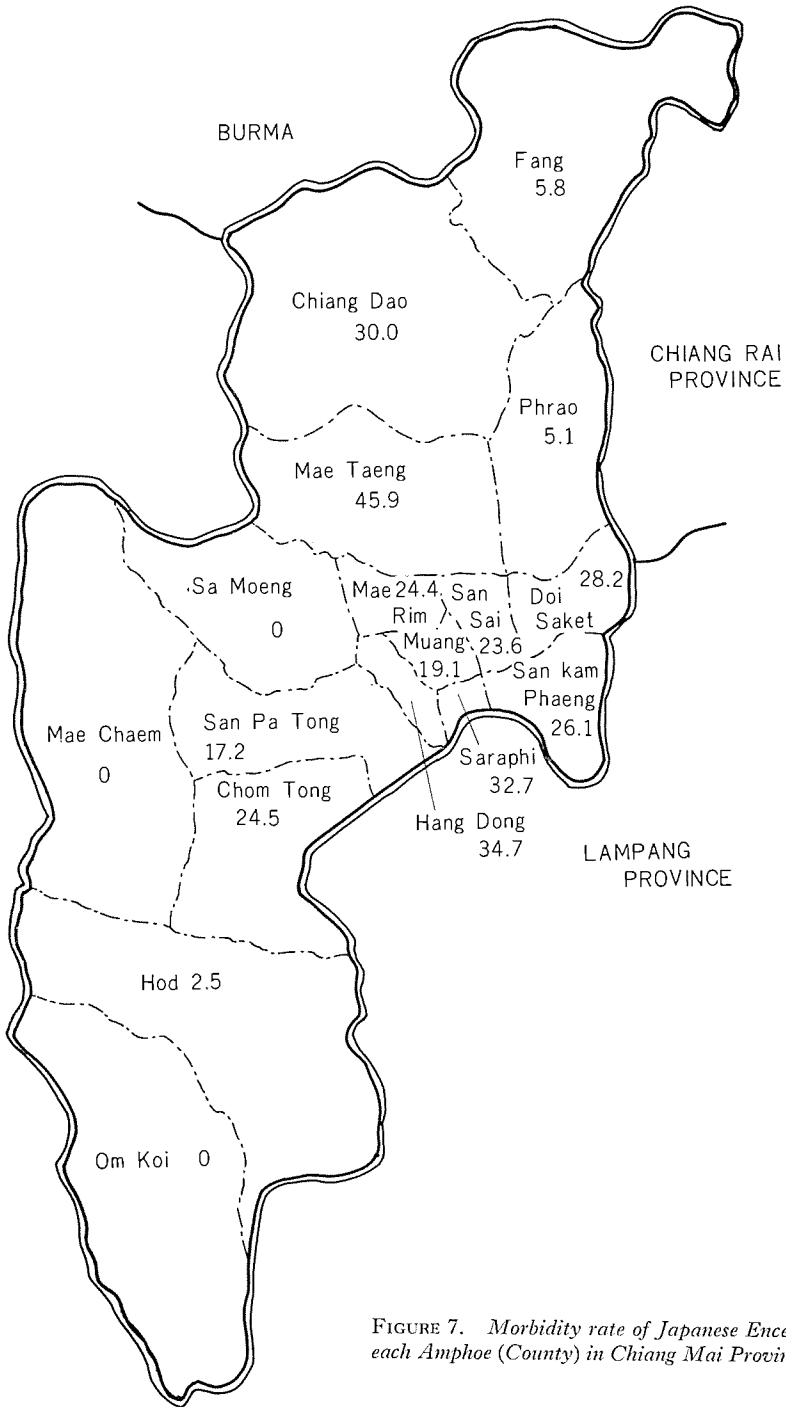 BURMA
Fang
5.8
Chiang Dao
30.0
CHIANG RAI
PROVINCE
Phrao
5.1
Mae Taeng
45.9
Sa Moeng
0
Mae 24.4
Rim
San
Sai
23.6
Doi
Saket
28.2
Muang
19.1
San kam
Phaeng
26.1
Mae Chaem
0
San Pa Tong
17.2
Chom Tong
24.5
Saraphi
32.7
Hang Dong
34.7
LAMPANG
PROVINCE
Hod 2.5
Om Koi 0
FIGURE 7. Morbidity rate of Japanese
each Amphoe (County) in Chiang Mai